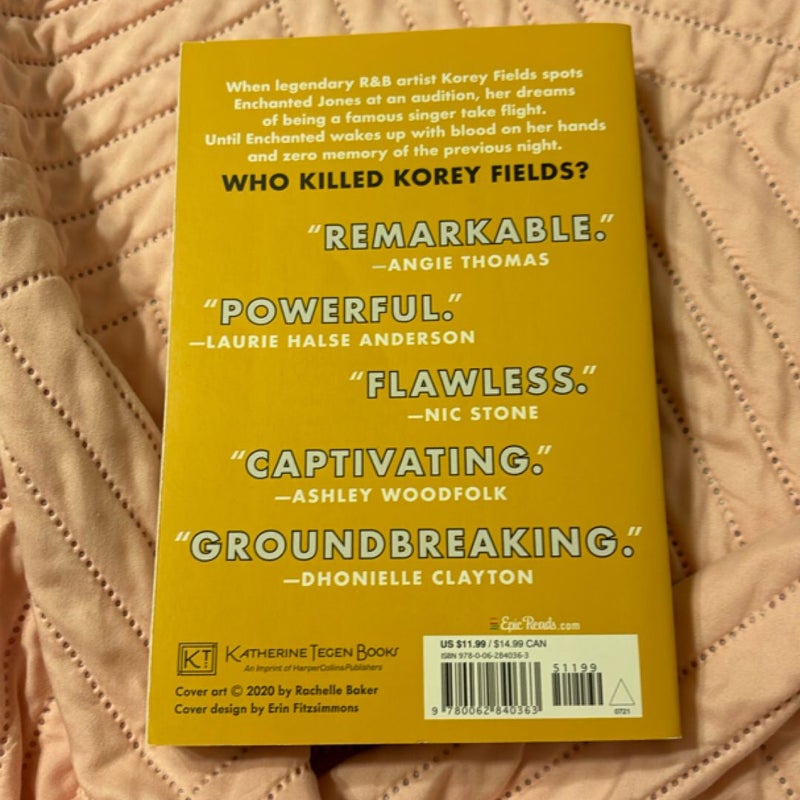 When legendary R&B artist Korey Fields spots
Enchanted Jones at an audition, her dreams
of being a famous singer take flight.
Until Enchanted wakes up with blood on her hands
and zero memory of the previous night.
WHO KILLED KOREY FIELDS?
“REMARKABLE.”
—ANGIE THOMAS
“POWERFUL.”
—LAURIE HALSE ANDERSON
“FLAWLESS.”
—NIC STONE
“CAPTIVATING.”
—ASHLEY WOODFOLK
“GROUNDBREAKING.”
—DHONIELLE CLAYTON
Epic Reads.com
KT
KATHERINE TEGEN BOOKS
An Imprint of HarperCollinsPublishers
Cover art © 2020 by Rachelle Baker
Cover design by Erin Fitzsimmons
US $11.99 / $14.99 CAN
ISBN 978-0-06-284036-3
51199
9 780062 840363
0721